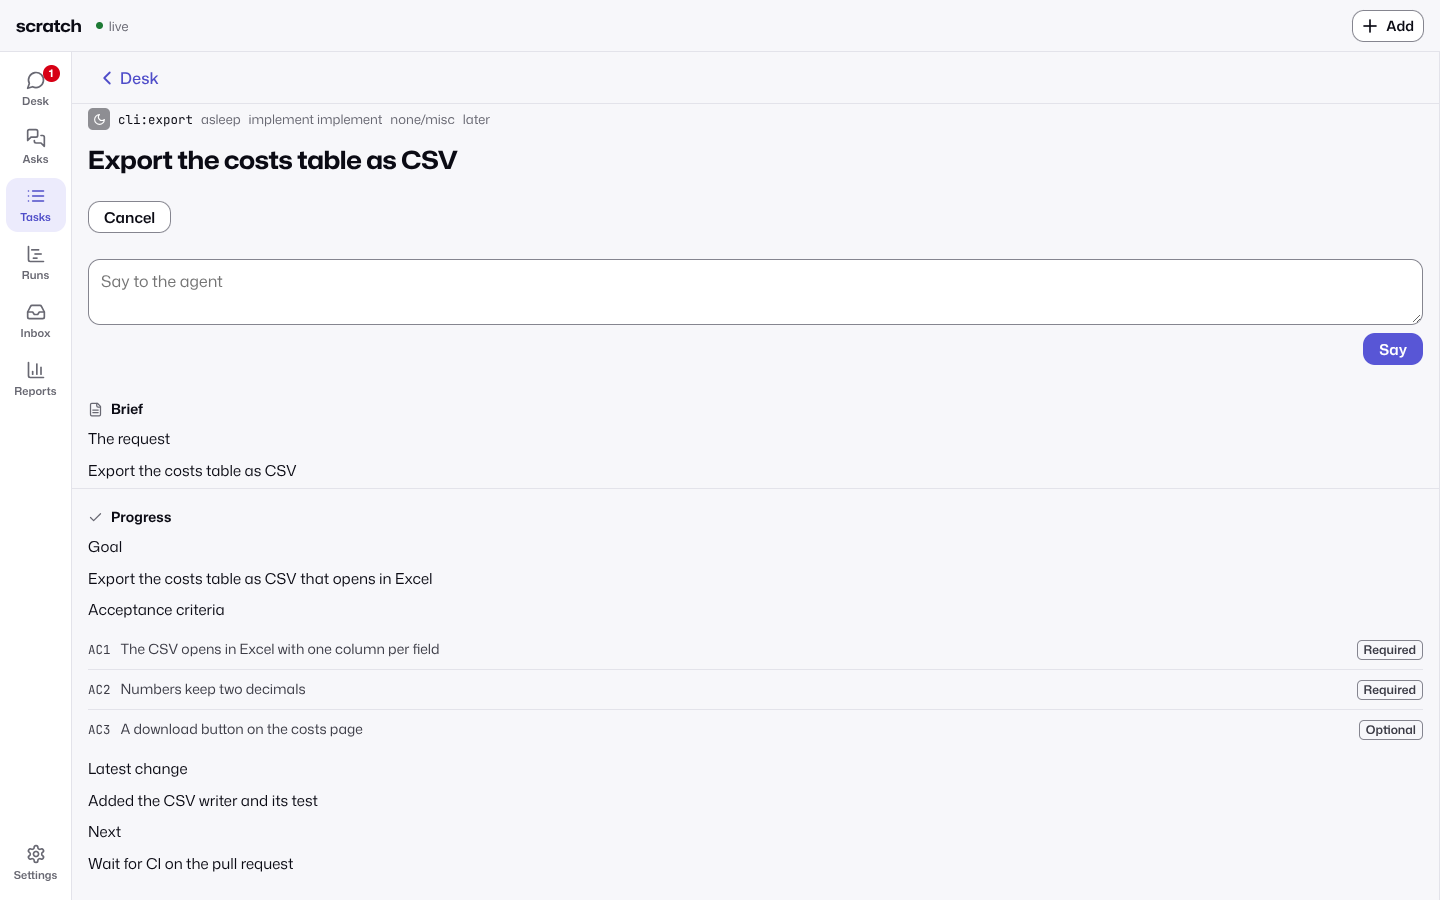 scratch
live
Add
1
Desk
Asks
Tasks
Runs
Inbox
Reports
Settings
Desk
cli:export asleep implement implement none/misc later
Export the costs table as CSV
Cancel
Say to the agent
Say
Brief
The request
Export the costs table as CSV
Progress
Goal
Export the costs table as CSV that opens in Excel
Acceptance criteria
AC1 The CSV opens in Excel with one column per field Required
AC2 Numbers keep two decimals Required
AC3 A download button on the costs page Optional
Latest change
Added the CSV writer and its test
Next
Wait for CI on the pull request